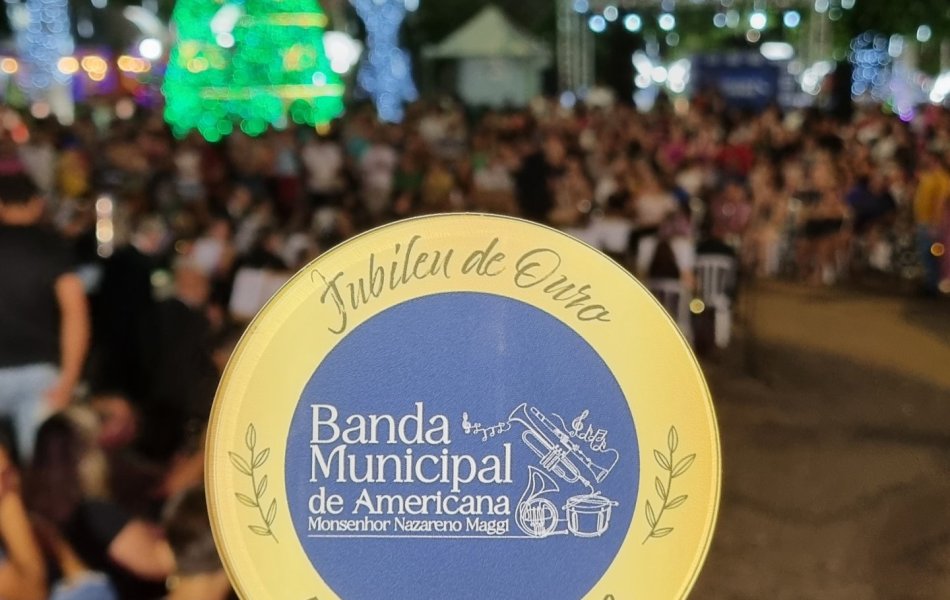 Jubileu de Ouro
Banda
Municipal
de Americana
Monsenhor Nazareno Maggi